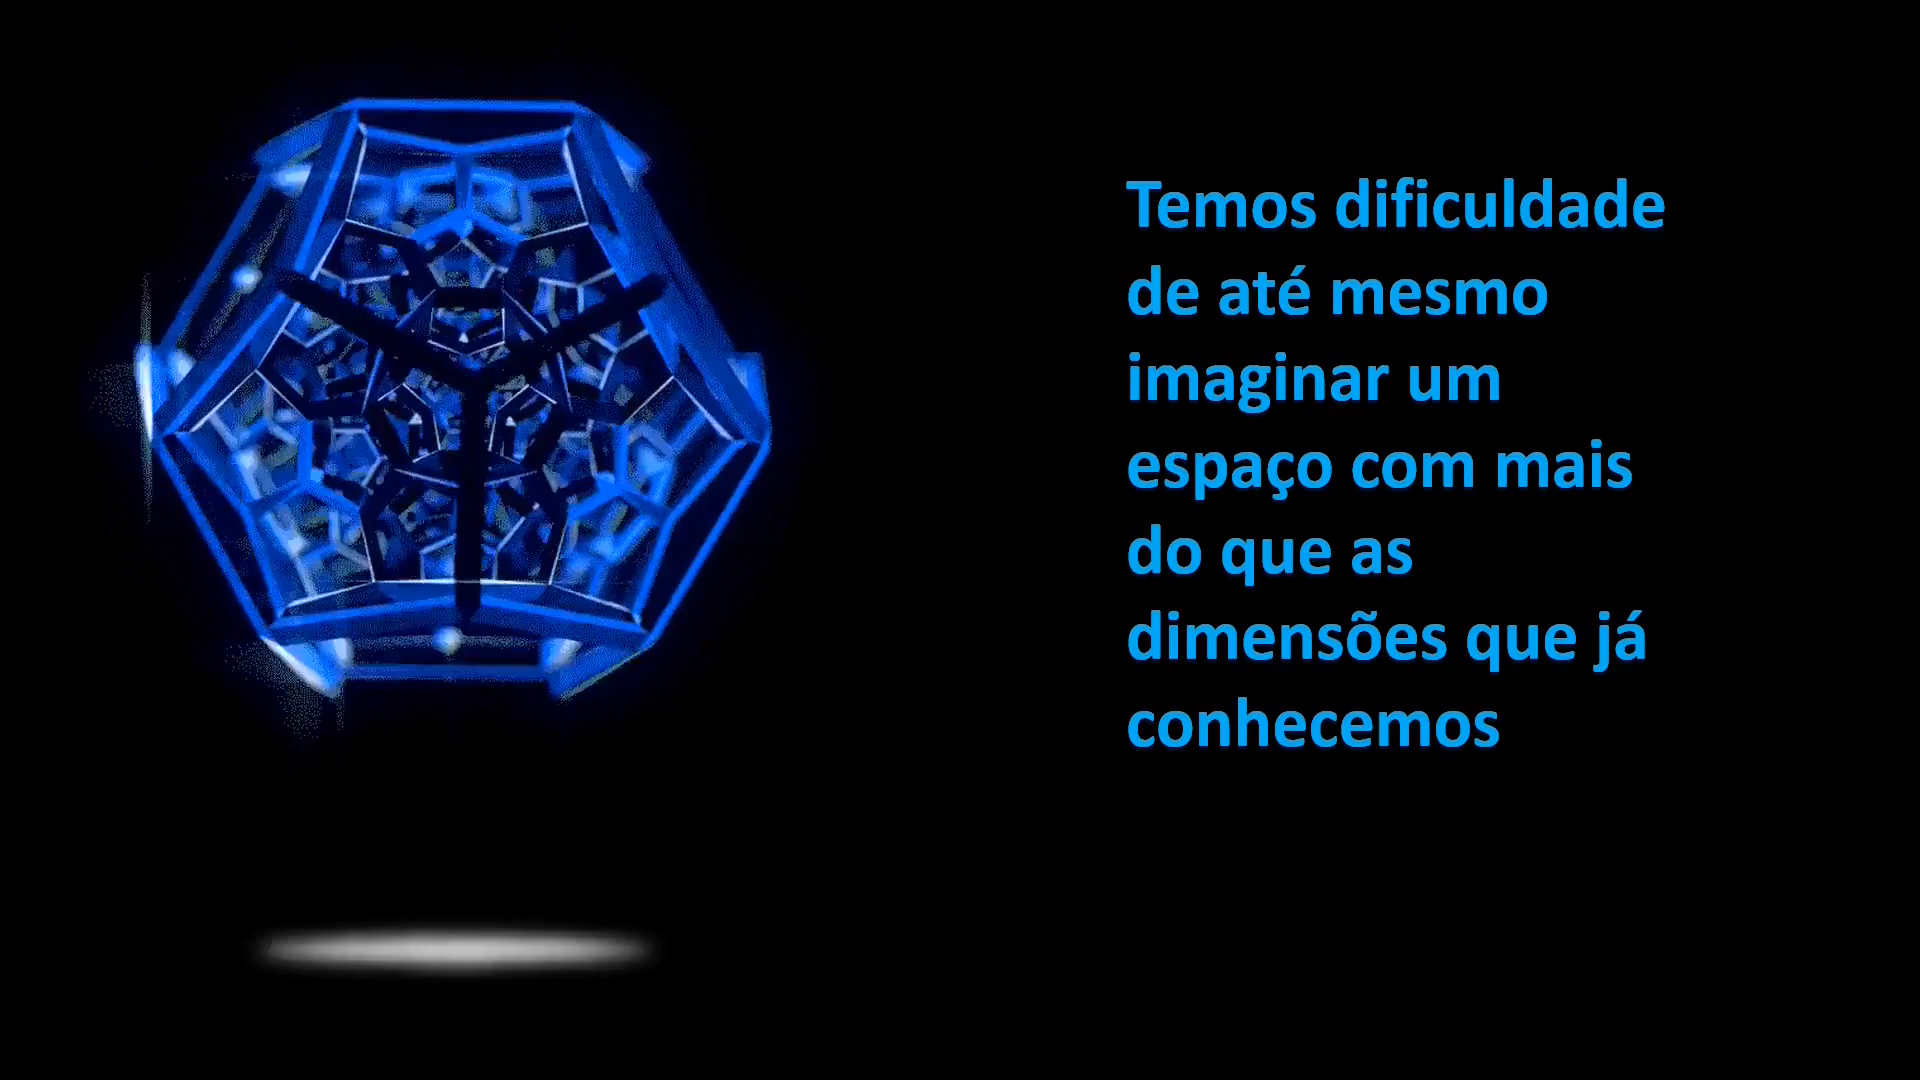 Temos dificuldade
de até mesmo
imaginar um
espaço com mais
do que as
dimensões que já
conhecemos